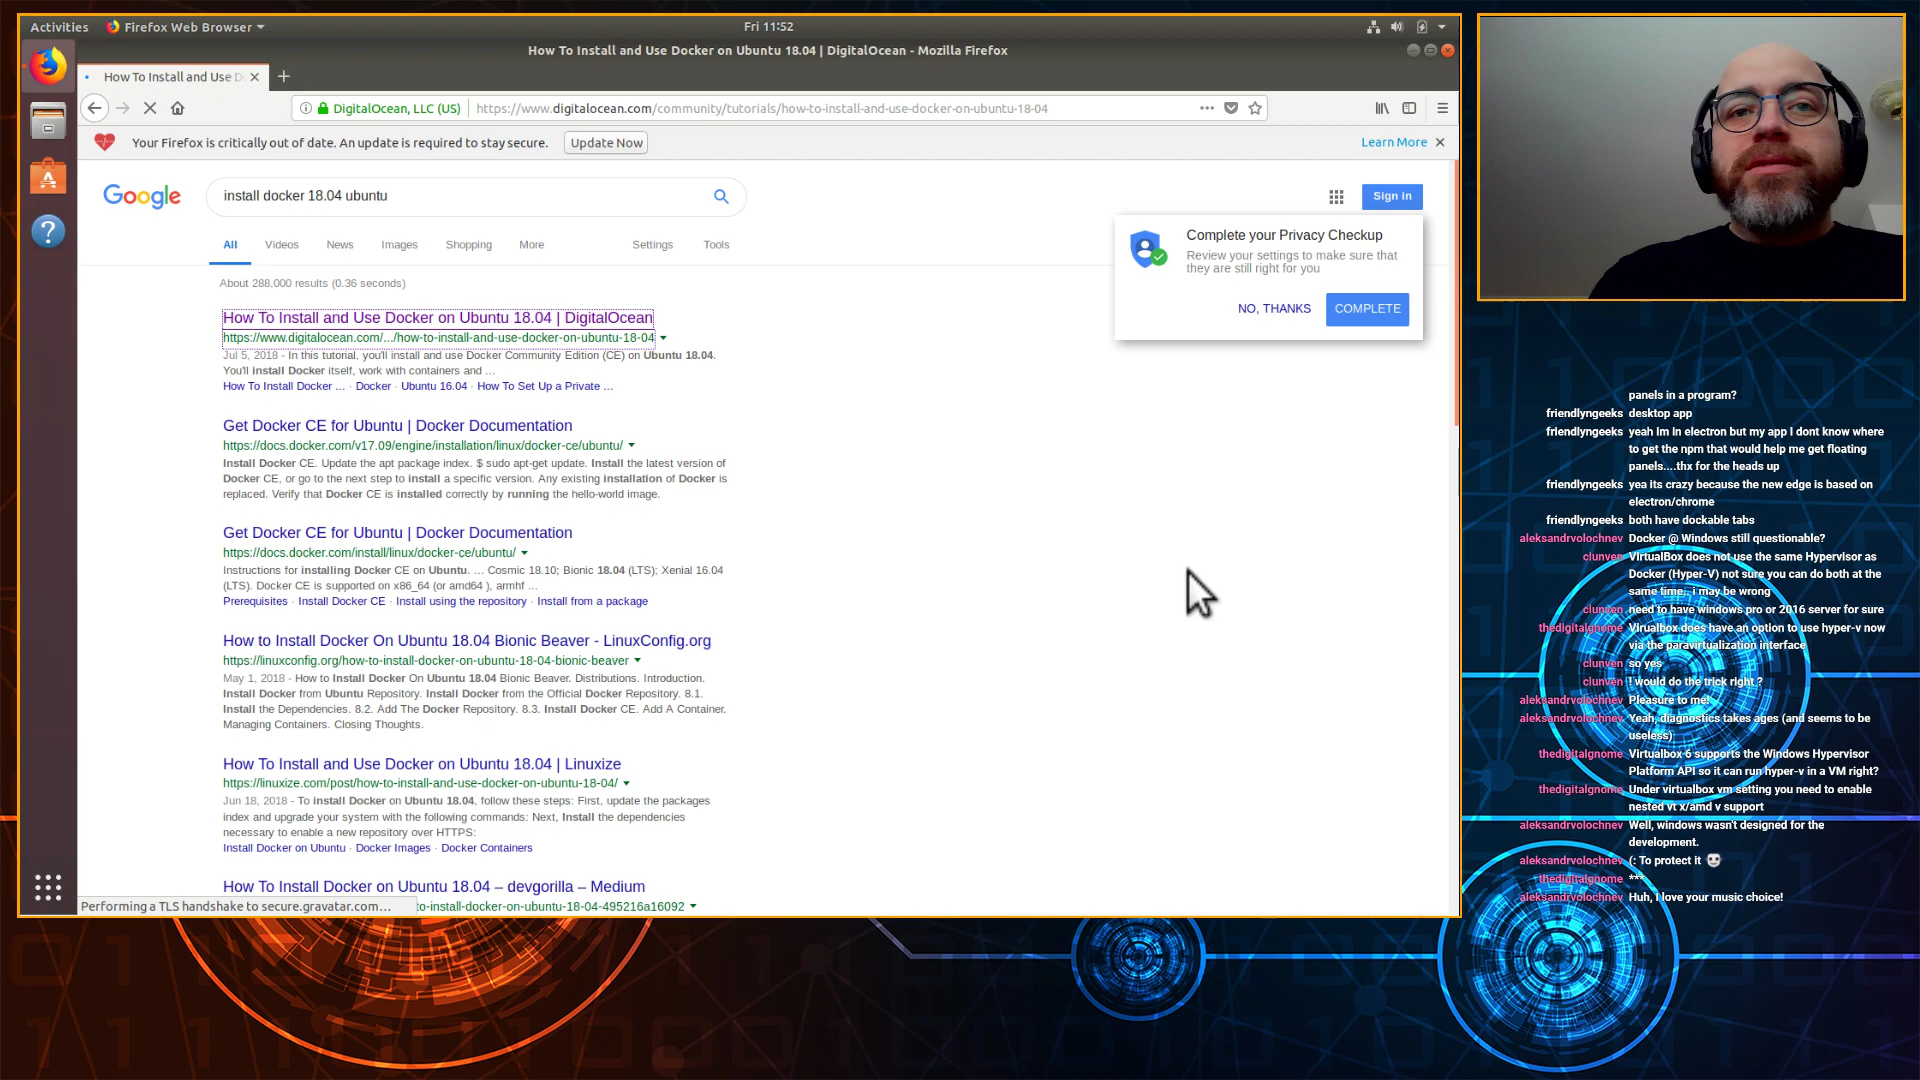 Activities
Firefox Web Browser
Fri 11:52
How To Install and Use Docker on Ubuntu 18.04 | DigitalOcean - Mozilla Firefox
How To Install and Use D
DigitalOcean, LLC (US)
https://www.digitalocean.com/community/tutorials/how-to-install-and-use-docker-on-ubuntu-18-04
Your Firefox is critically out of date. An update is required to stay secure.
Update Now
Learn More
Google
install docker 18.04 ubuntu
Sign in
All Videos News Images Shopping More Settings Tools
Complete your Privacy Checkup
Review your settings to make sure that
they are still right for you
NO, THANKS
COMPLETE
About 288,000 results (0.36 seconds)
How To Install and Use Docker on Ubuntu 18.04 | DigitalOcean
https://www.digitalocean.com/.../how-to-install-and-use-docker-on-ubuntu-18-04
Jul 5, 2018 - In this tutorial, you'll install and use Docker Community Edition (CE) on Ubuntu 18.04.
You'll install Docker itself, work with containers and ...
How To Install Docker ... · Docker · Ubuntu 16.04 · How To Set Up a Private ...
Get Docker CE for Ubuntu | Docker Documentation
https://docs.docker.com/v17.09/engine/installation/linux/docker-ce/ubuntu/
Install Docker CE. Update the apt package index. $ sudo apt-get update. Install the latest version of
Docker CE, or go to the next step to install a specific version. Any existing installation of Docker is
replaced. Verify that Docker CE is installed correctly by running the hello-world image.
Get Docker CE for Ubuntu | Docker Documentation
https://docs.docker.com/install/linux/docker-ce/ubuntu/
Instructions for installing Docker CE on Ubuntu. ... Cosmic 18.10; Bionic 18.04 (LTS); Xenial 16.04
(LTS). Docker CE is supported on x86_64 (or amd64 ), armhf ...
Prerequisites · Install Docker CE · Install using the repository · Install from a package
How to Install Docker On Ubuntu 18.04 Bionic Beaver - LinuxConfig.org
https://linuxconfig.org/how-to-install-docker-on-ubuntu-18-04-bionic-beaver
May 1, 2018 - How to Install Docker On Ubuntu 18.04 Bionic Beaver. Distributions. Introduction.
Install Docker from Ubuntu Repository. Install Docker from the Official Docker Repository. 8.1.
Install the Dependencies. 8.2. Add The Docker Repository. 8.3. Install Docker CE. Add A Container.
Managing Containers. Closing Thoughts.
How To Install and Use Docker on Ubuntu 18.04 | Linuxize
https://linuxize.com/post/how-to-install-and-use-docker-on-ubuntu-18-04/
Jun 18, 2018 - To install Docker on Ubuntu 18.04, follow these steps: First, update the packages
index and upgrade your system with the following commands: Next, Install the dependencies
necessary to enable a new repository over HTTPS:
Install Docker on Ubuntu · Docker Images · Docker Containers
How To Install Docker on Ubuntu 18.04 – devgorilla – Medium
Performing a TLS handshake to secure.gravatar.com…
to-install-docker-on-ubuntu-18-04-495216a16092
panels in a program?
friendlyngeeks desktop app
friendlyngeeks yeah Im in electron but my app I dont know where
to get the npm that would help me get floating
panels....thx for the heads up
friendlyngeeks yea its crazy because the new edge is based on
electron/chrome
friendlyngeeks both have dockable tabs
aleksandrvolochnev Docker @ Windows still questionable?
clunven VirtualBox does not use the same Hypervisor as
Docker (Hyper-V) not sure you can do both at the
same time.. i may be wrong
clunven need to have windows pro or 2016 server for sure
thedigitalgnome Virualbox does have an option to use hyper-v now
via the paravirtualization interface
clunven so yes
clunven ! would do the trick right ?
aleksandrvolochnev Pleasure to me!
aleksandrvolochnev Yeah, diagnostics takes ages (and seems to be
useless)
thedigitalgnome Virtualbox 6 supports the Windows Hypervisor
Platform API so it can run hyper-v in a VM right?
thedigitalgnome Under virtualbox vm setting you need to enable
nested vt x/amd v support
aleksandrvolochnev Well, windows wasn't designed for the
development.
aleksandrvolochnev (: To protect it
thedigitalgnome ***
aleksandrvolochnev Huh, I love your music choice!